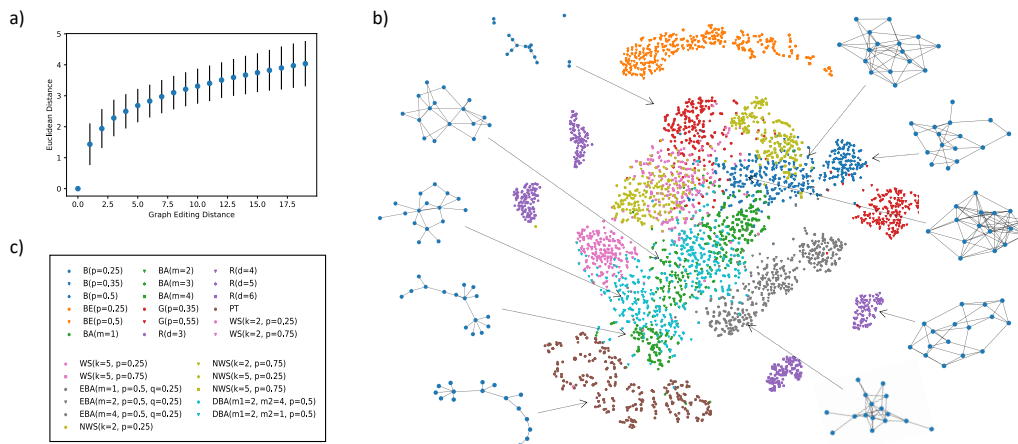 a)
5
4
3
2
1
0
Euclidean Distance
0.0 2.5 5.0 7.5 10.0 12.5 15.0 17.5
Graph Editing Distance
b)
c)
B(p=0.25) BA(m=2) R(d=4)
B(p=0.35) BA(m=3) R(d=5)
B(p=0.5) BA(m=4) R(d=6)
BE(p=0.25) G(p=0.35) PT
BE(p=0.5) G(p=0.55) WS(k=2, p=0.25)
BA(m=1) R(d=3) WS(k=2, p=0.75)
WS(k=5, p=0.25) NWS(k=2, p=0.75)
WS(k=5, p=0.75) NWS(k=5, p=0.25)
EBA(m=1, p=0.5, q=0.25) NWS(k=5, p=0.75)
EBA(m=2, p=0.5, q=0.25) DBA(m1=2, m2=4, p=0.5)
EBA(m=4, p=0.5, q=0.25) DBA(m1=2, m2=1, p=0.5)
NWS(k=2, p=0.25)